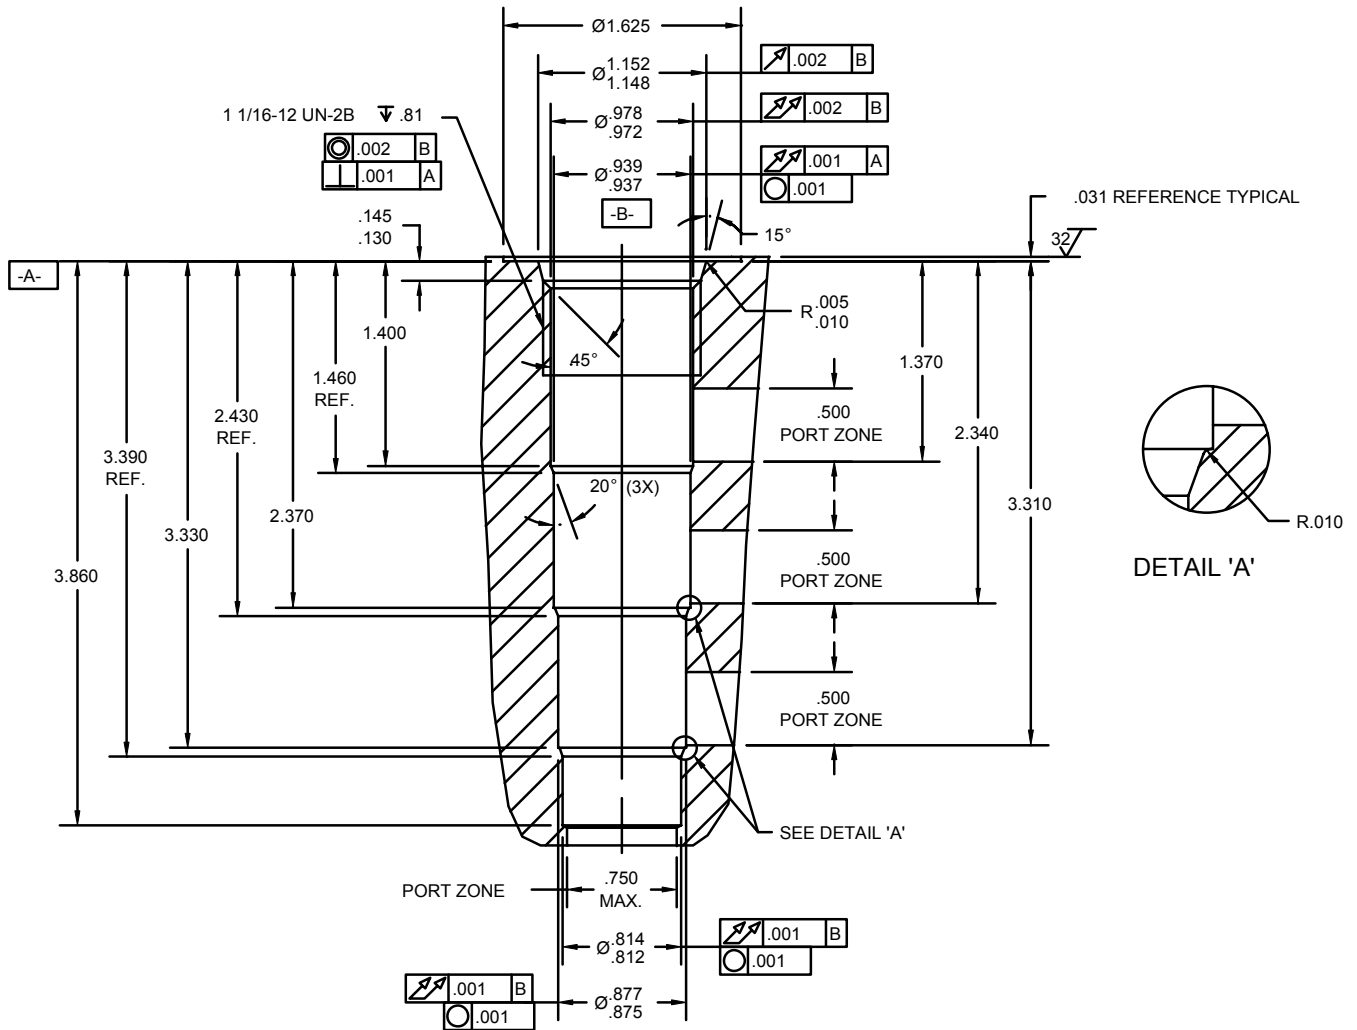 Ø1.625
Ø1.152
1.148
.002 B
1 1/16-12 UN-2B ↧ .81
Ø.978
.972
.002 B
.002 B
.001 A
Ø.939
.937
.001 A
.001
-B-
.031 REFERENCE TYPICAL
.145
.130
15°
32
-A-
R.005
.010
1.400
45°
1.370
1.460
REF.
.500
PORT ZONE
2.430
REF.
2.340
3.390
REF.
20° (3X)
2.370
3.310
R.010
3.330
.500
PORT ZONE
DETAIL 'A'
3.860
.500
PORT ZONE
SEE DETAIL 'A'
PORT ZONE
.750
MAX.
Ø.814
.812
.001 B
.001
.001 B
.001
Ø.877
.875